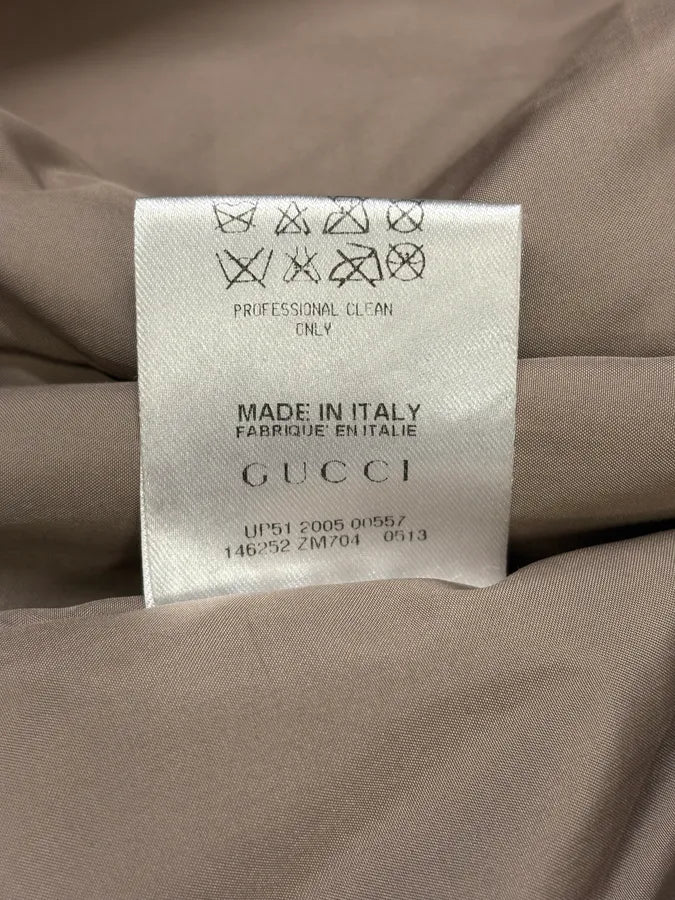 PROFESSIONAL CLEAN
ONLY
MADE IN ITALY
FABRIQUE' EN ITALIE
GUCCI
UP51 2005 00557
146252 ZM704 0513